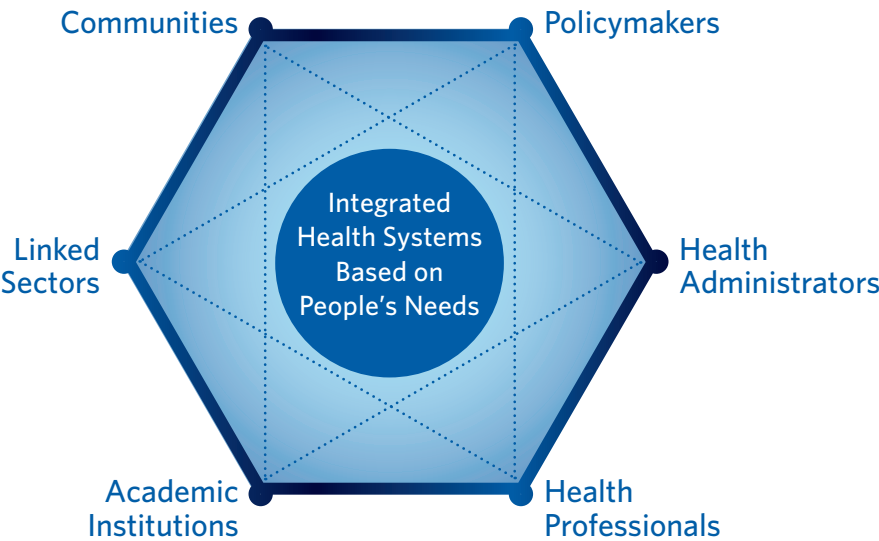 Communities
Policymakers
Integrated
Health Systems
Based on
People’s Needs
Linked
Sectors
Health
Administrators
Academic
Institutions
Health
Professionals